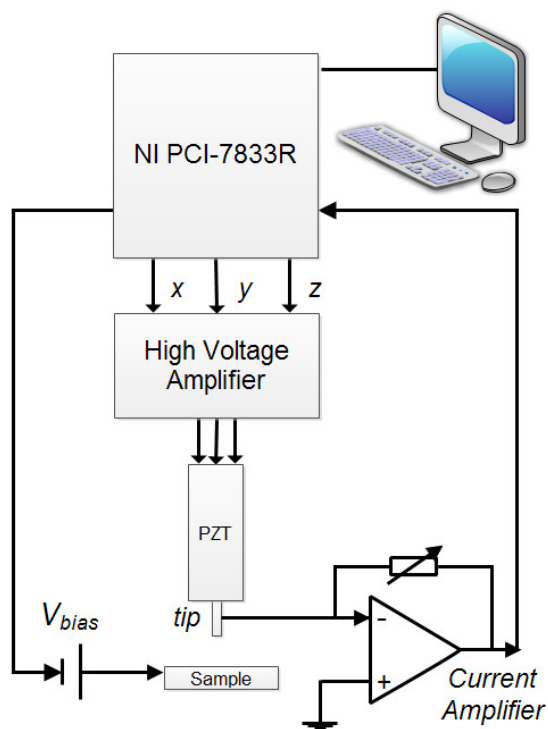 NI PCI-7833R
x y z
High Voltage
Amplifier
PZT
tip
V_bias
Sample
-
+
Current
Amplifier